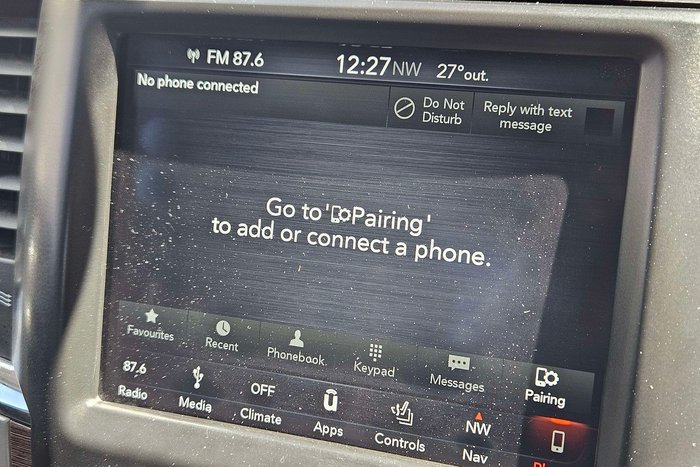 FM 87.6
12:27 NW
27° out.
No phone connected
Do Not
Disturb
Reply with text
message
Go to 'Pairing'
to add or connect a phone.
Favourites
Recent
Phonebook
Keypad
Messages
Pairing
87.6
Radio
Media
OFF
Climate
Apps
Controls
NW
Nav